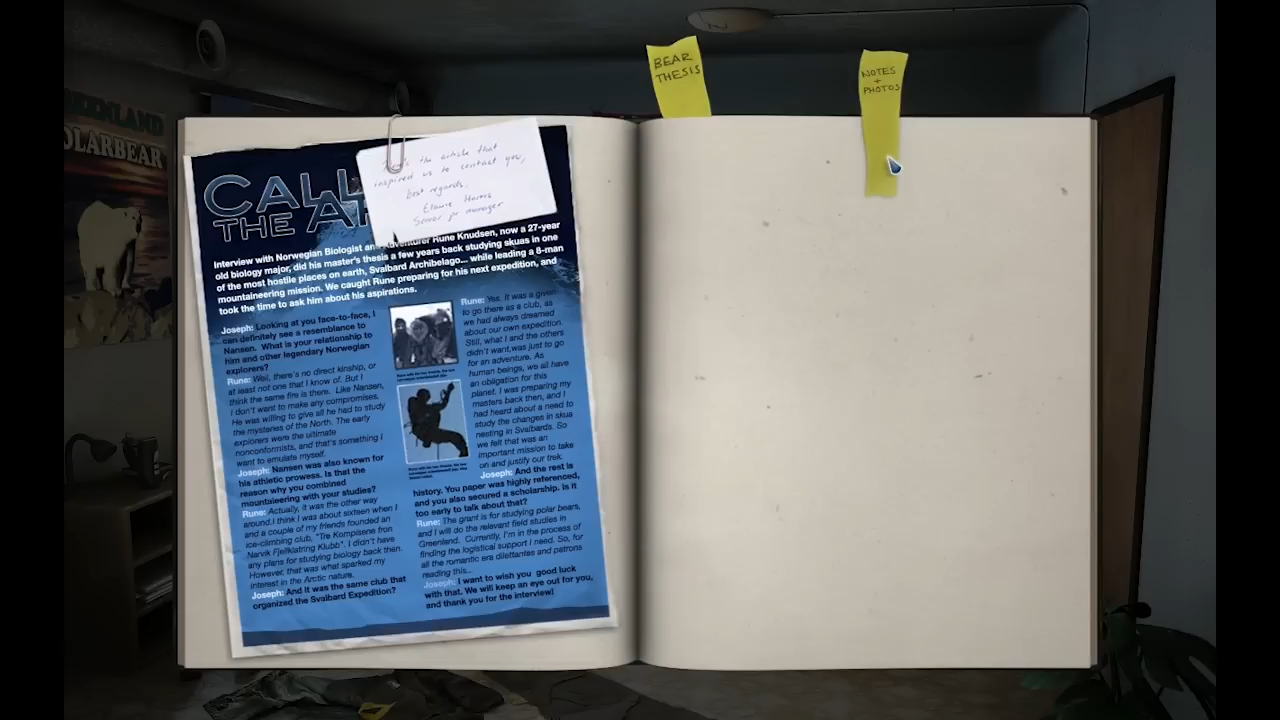 GREENLAND
POLARBEAR
BEAR
THESIS
NOTES
+
PHOTOS
Here's the article that
inspired us to contact you,
best regards,
Elaine
Senior pr manager
CALL
THE
Interview with Norwegian Biologist and Adventurer Rune Knudsen, now a 27-year
old biology major, did his master's thesis a few years back studying skuas in one
of the most hostile places on earth, Svalbard Archibelago... while leading a 8-man
mountaineering mission. We caught Rune preparing for his next expedition, and
took the time to ask him about his aspirations.
Joseph: Looking at you face-to-face, I
can definitely see a resemblance to
Nansen. What is your relationship to
him and other legendary Norwegian
explorers?
Rune: Well, there's no direct kinship, or
at least not one that I know of. But I
think the same fire is there. Like Nansen,
I don't want to make any compromises.
He was willing to give all he had to study
the mysteries of the North. The early
explorers were the ultimate
nonconformists, and that's something I
want to emulate myself.
Joseph: Nansen was also known for
his athletic prowess. Is that the
reason why you combined
mountaineering with your studies?
Rune: Actually, it was the other way
around.I think I was about sixteen when I
and a couple of my friends founded an
ice-climbing club, "Tre Kompisene fron
Narvik Fjellklatring Klubb". I didn't have
any plans for studying biology back then.
However, that was what sparked my
interest in the Arctic nature.
Joseph: And it was the same club that
organized the Svalbard Expedition?
Rune: Yes. It was a given
to go there as a club, as
we had always dreamed
about our own expedition.
Still, what I and the others
didn't want,was just to go
for an adventure. As
human beings, we all have
an obligation for this
planet. I was preparing my
masters back then, and I
had heard about a need to
study the changes in skua
nesting in Svalbards. So
we felt that was an
important mission to take
on and justify our trek.
Joseph: And the rest is
history. You paper was highly referenced,
and you also secured a scholarship. Is it
too early to talk about that?
Rune: The grant is for studying polar bears,
and I will do the relevant field studies in
Greenland. Currently, I'm in the process of
finding the logistical support I need. So, for
all the romantic era dilettantes and patrons
reading this...
Joseph: I want to wish you good luck
with that. We will keep an eye out for you,
and thank you for the interview!